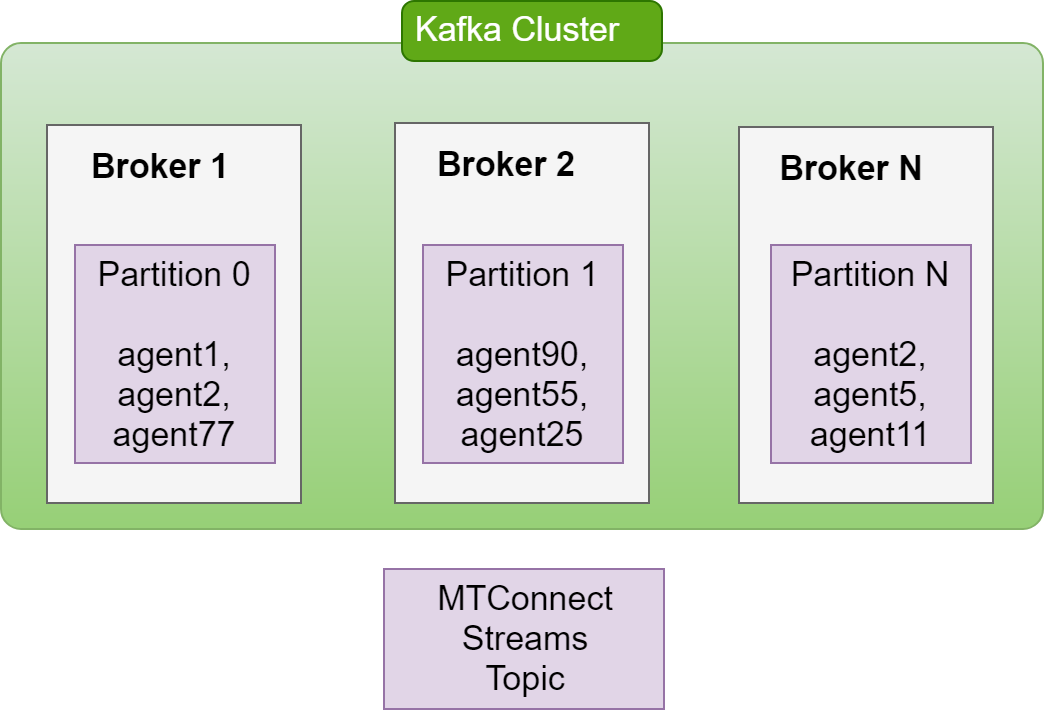 Kafka Cluster
Broker 1
Partition 0
agent1,
agent2,
agent77
Broker 2
Partition 1
agent90,
agent55,
agent25
Broker N
Partition N
agent2,
agent5,
agent11
MTConnect
Streams
Topic